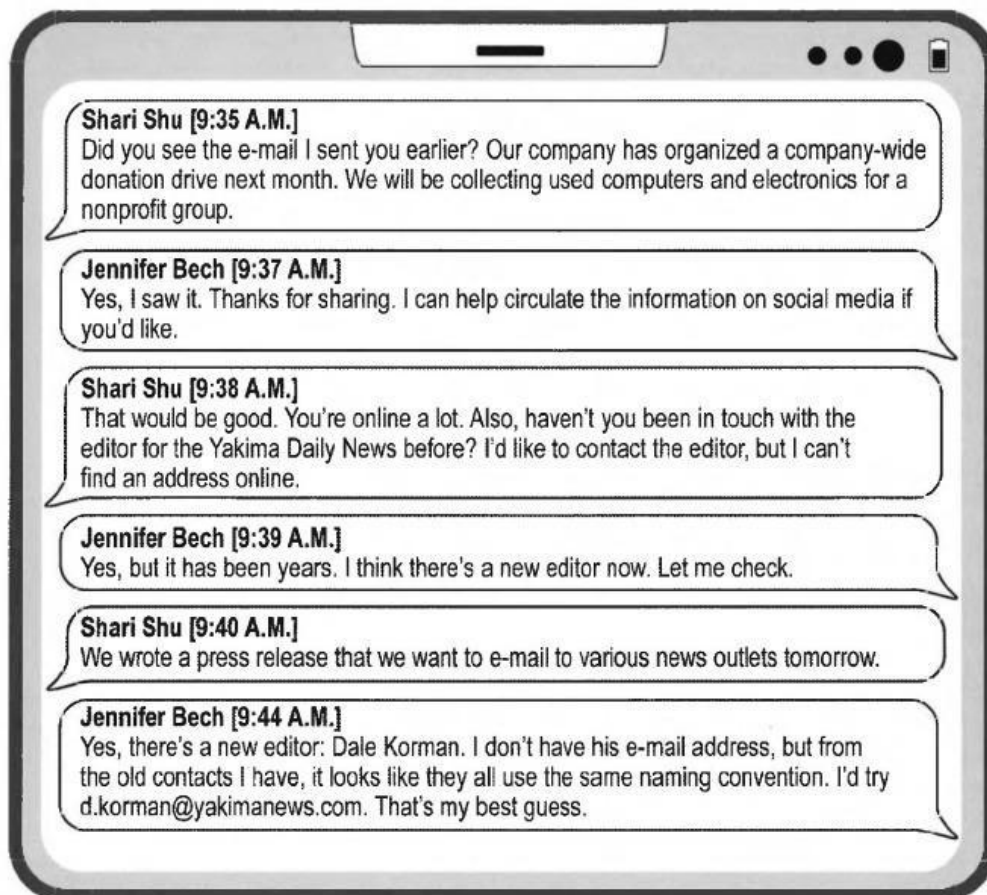 Shari Shu [9:35 A.M.]
Did you see the e-mail I sent you earlier? Our company has organized a company-wide
donation drive next month. We will be collecting used computers and electronics for a
nonprofit group.
Jennifer Bech [9:37 A.M.]
Yes, I saw it. Thanks for sharing. I can help circulate the information on social media if
you'd like.
Shari Shu [9:38 A.M.]
That would be good. You're online a lot. Also, haven't you been in touch with the
editor for the Yakima Daily News before? I'd like to contact the editor, but I can't
find an address online.
Jennifer Bech [9:39 A.M.]
Yes, but it has been years. I think there's a new editor now. Let me check.
Shari Shu [9:40 A.M.]
We wrote a press release that we want to e-mail to various news outlets tomorrow.
Jennifer Bech [9:44 A.M.]
Yes, there's a new editor: Dale Korman. I don't have his e-mail address, but from
the old contacts I have, it looks like they all use the same naming convention. I'd try
d.korman@yakimanews.com. That's my best guess.